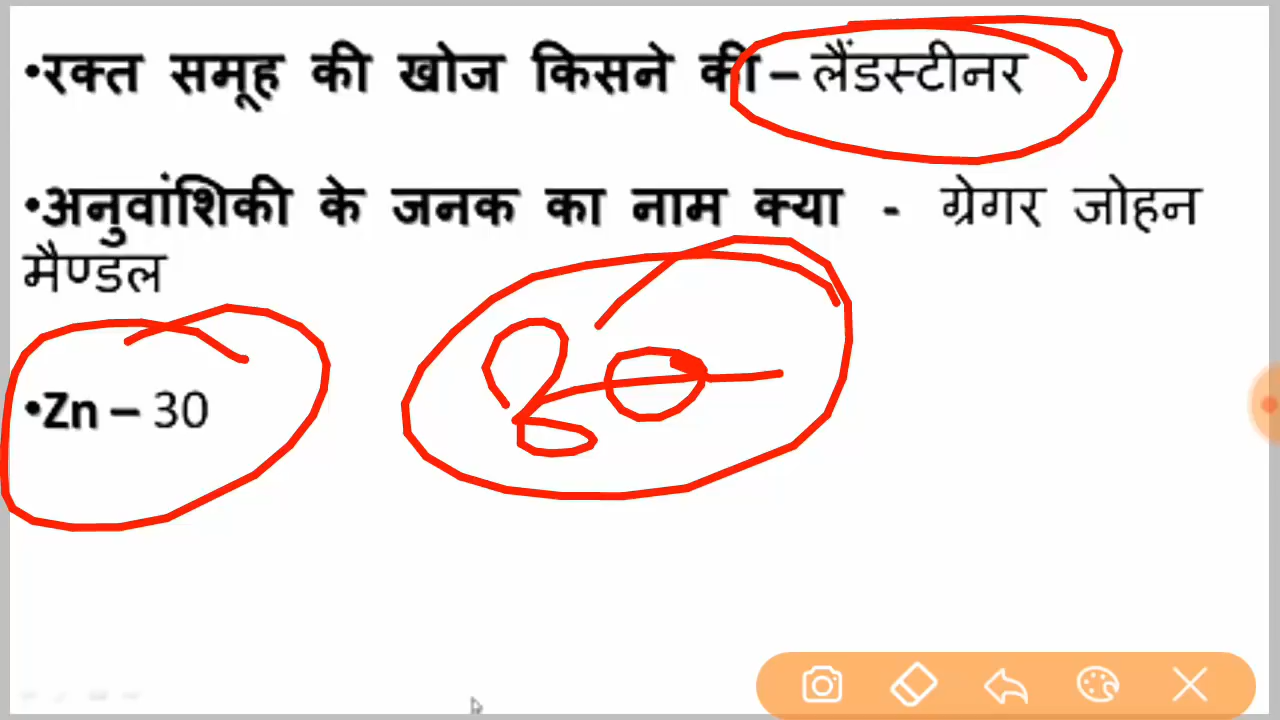 •रक्त समूह की खोज किसने की – लैंडस्टीनर
•अनुवांशिकी के जनक का नाम क्या - ग्रेगर जोहन
मैण्डल
•Zn – 30